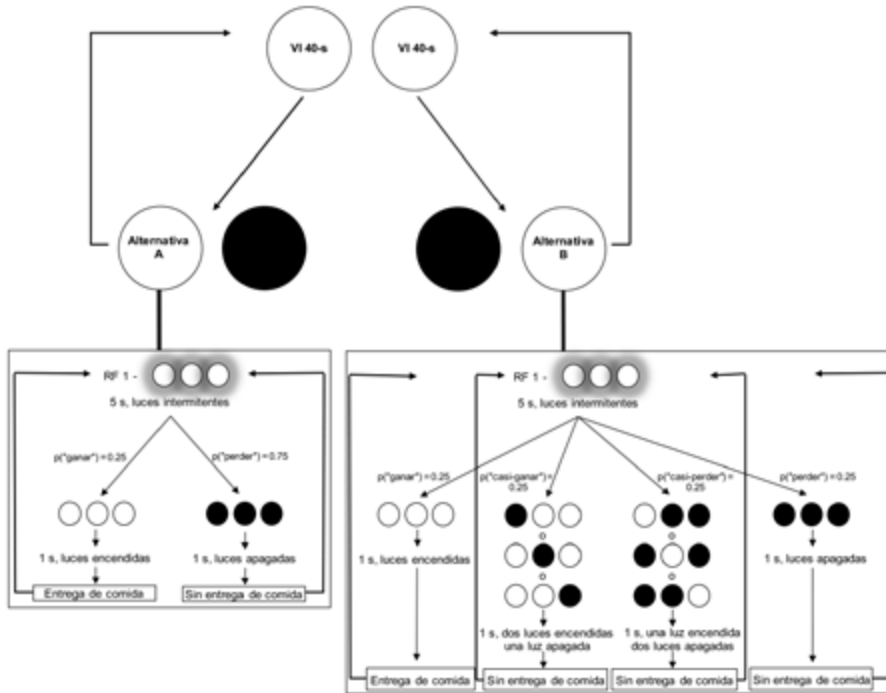 VI 40-s
VI 40-s
Alternativa
A
Alternativa
B
RF 1 -
5 s, luces intermitentes
p("ganar")=0.25
p("perder")=0.75
1 s, luces encendidas
1 s, luces apagadas
Entrega de comida
Sin entrega de comida
RF 1 -
5 s, luces intermitentes
p("ganar")=0.25
p("casi-ganar")=
0.25
p("casi-perder")=
0.25
p("perder")=0.25
o
o
o
o
1 s, luces encendidas
1 s, dos luces encendidas
una luz apagada
1 s, una luz encendida
dos luces apagadas
1 s, luces apagadas
Entrega de comida
Sin entrega de comida
Sin entrega de comida
Sin entrega de comida